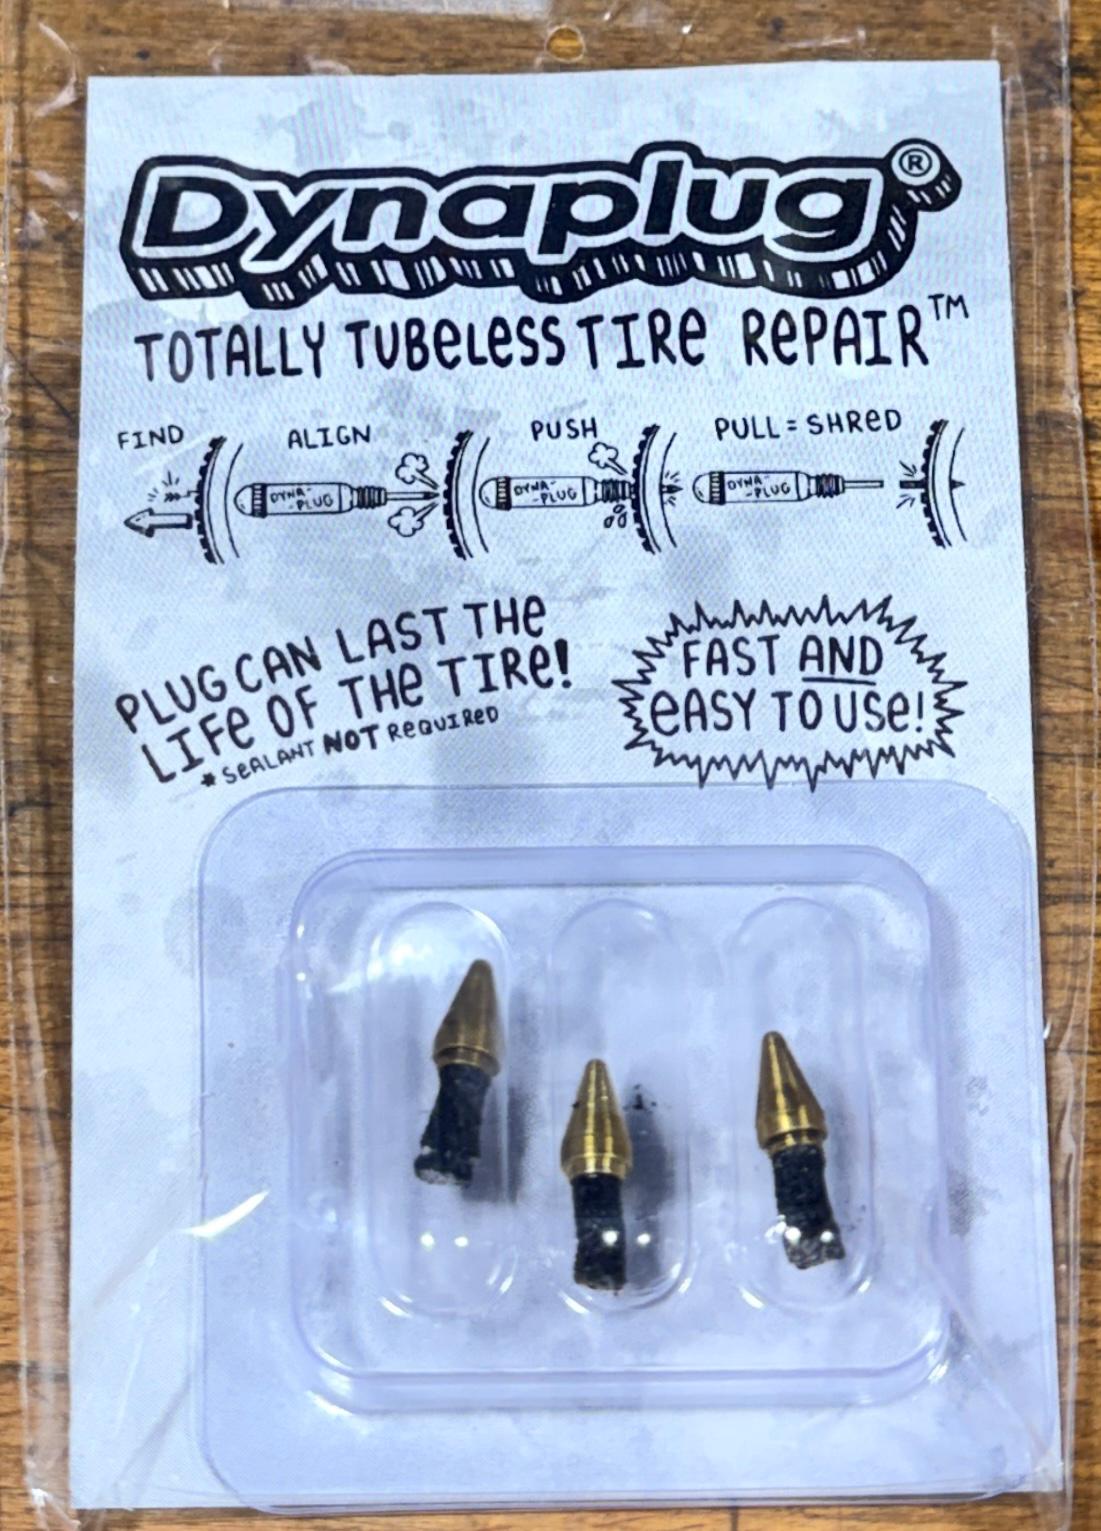 Dynaplug®
TOTALLY TUBELESS TIRE REPAIR™
FIND ALIGN PUSH PULL = SHRED
DYNA-
-PLUG
DYNA-
-PLUG
DYNA-
-PLUG
PLUG CAN LAST THE
LIFE OF THE TIRE!
* SEALANT NOT REQUIRED
FAST AND
EASY TO USE!